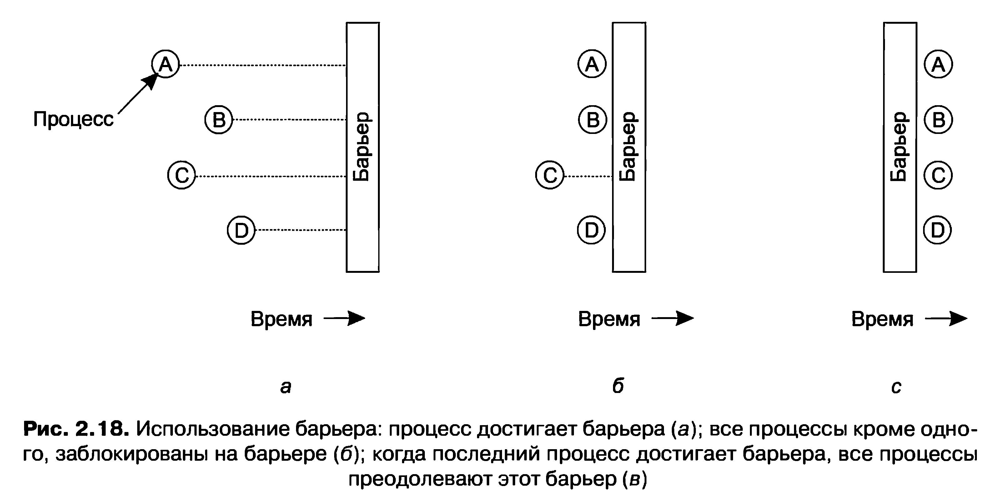 A
A
A
Процесс
B
B
B
Барьер
Барьер
Барьер
C
C
C
D
D
D
Время
Время
Время
а
б
с
Рис. 2.18. Использование барьера: процесс достигает барьера (а); все процессы кроме одно-
го, заблокированы на барьере (б); когда последний процесс достигает барьера, все процессы
преодолевают этот барьер (в)